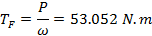 T_F = P/ω = 53.052 N.m